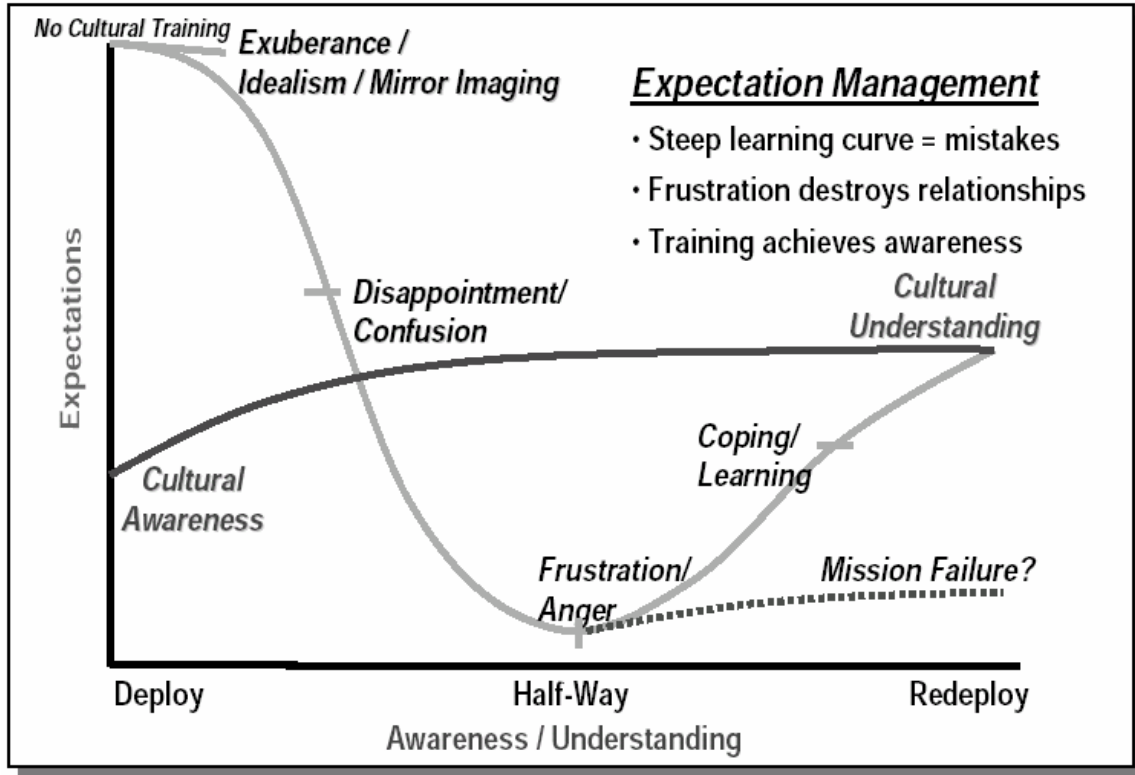 No Cultural Training
Exuberance /
Idealism / Mirror Imaging
Expectation Management
• Steep learning curve = mistakes
• Frustration destroys relationships
• Training achieves awareness
Cultural
Understanding
Disappointment/
Confusion
Expectations
Coping/
Learning
Cultural
Awareness
Frustration/
Anger
Mission Failure?
Deploy
Half-Way
Redeploy
Awareness / Understanding